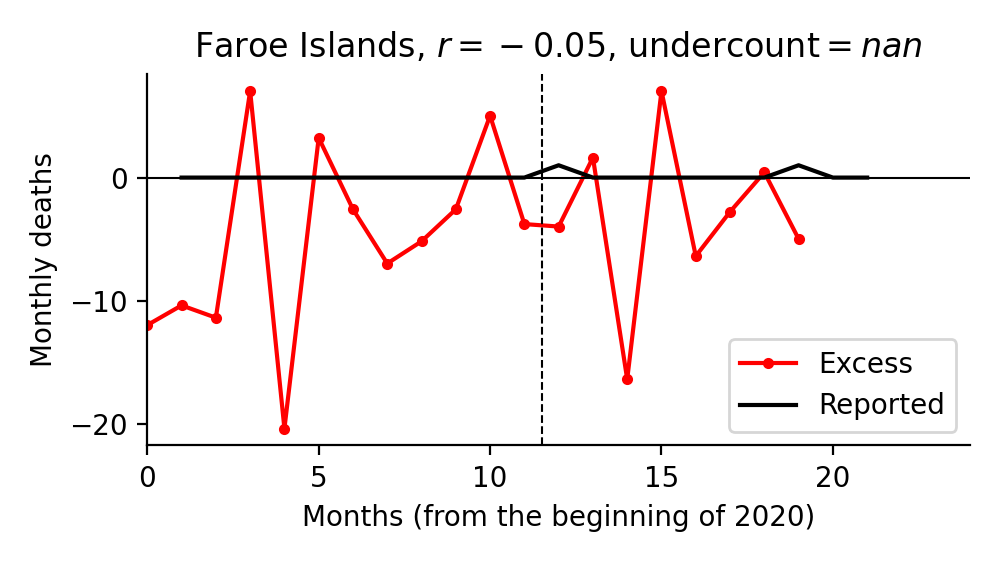 Faroe Islands, r = −0.05, undercount = nan
Monthly deaths
0
−10
−20
Excess
Reported
0 5 10 15 20
Months (from the beginning of 2020)